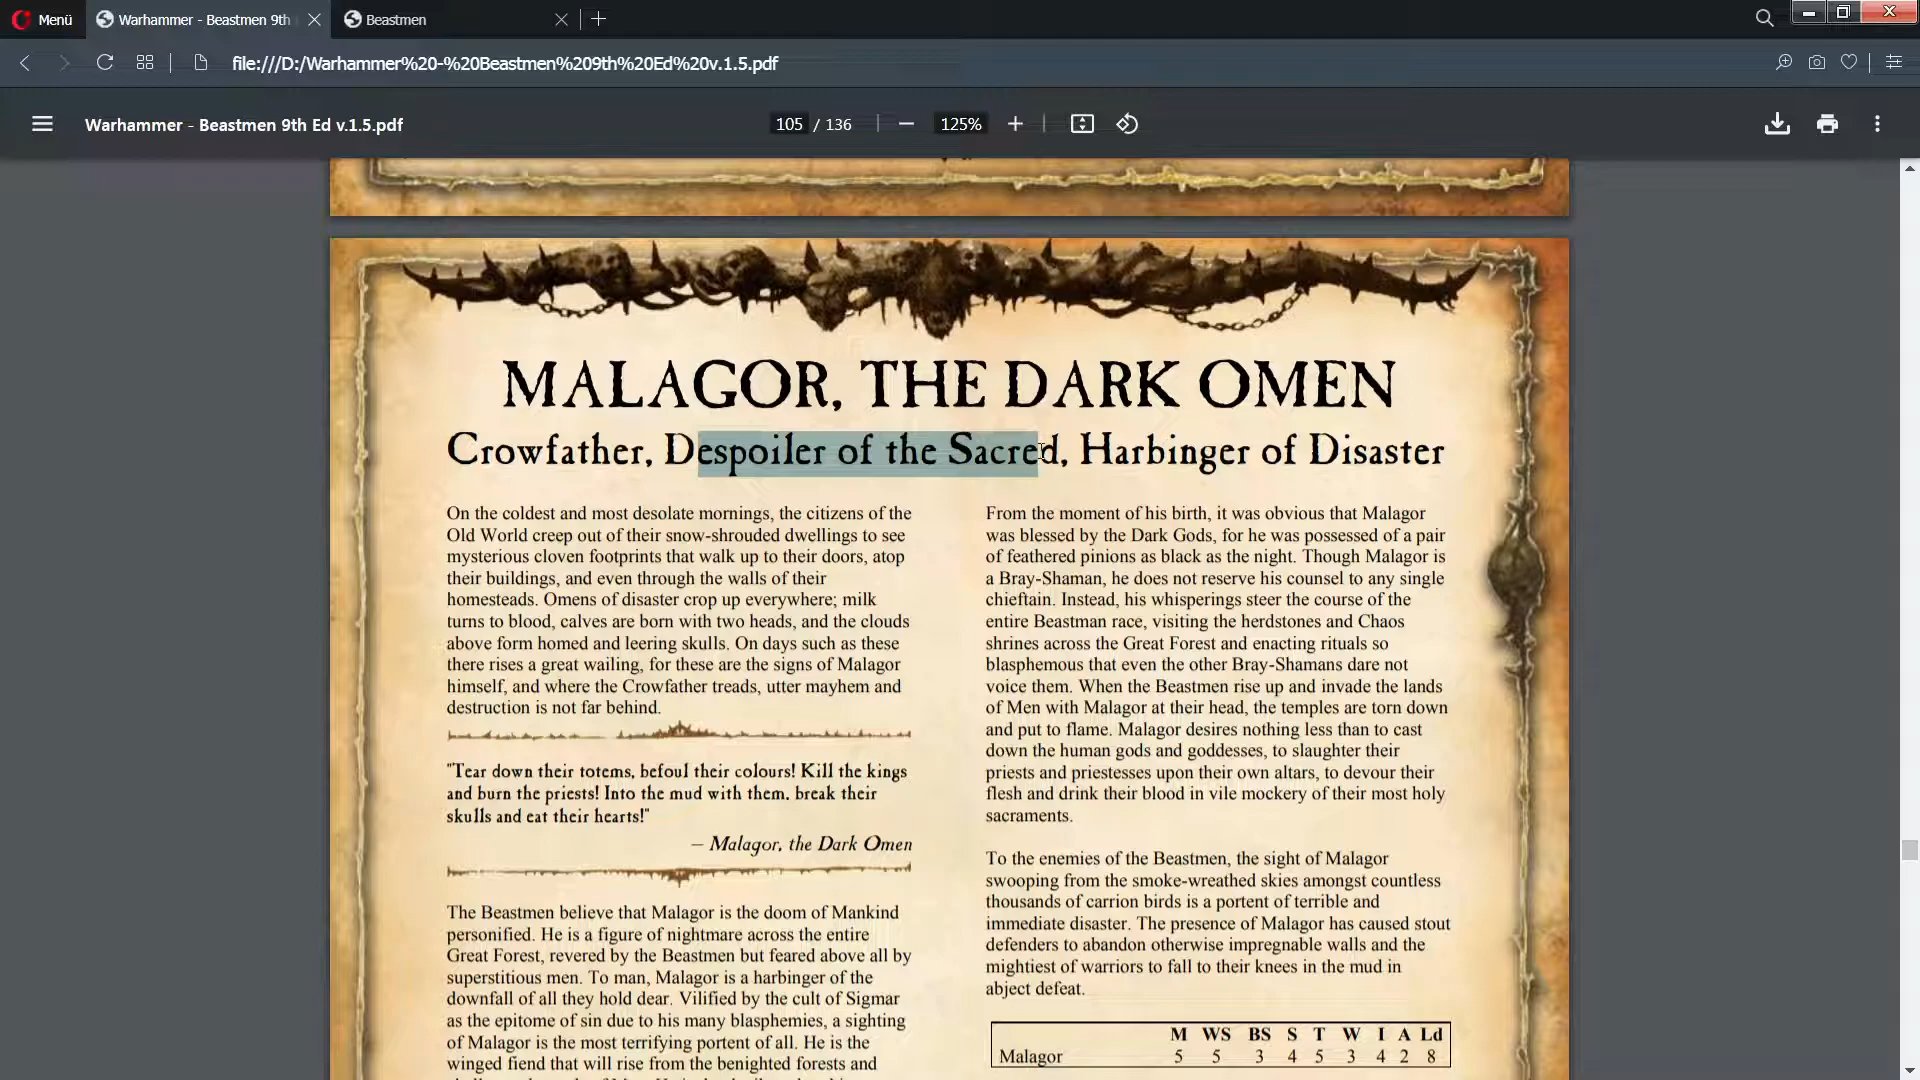 Menü
Warhammer - Beastmen 9th
Beastmen
file:///D:/Warhammer%20-%20Beastmen%209th%20Ed%20v.1.5.pdf
Warhammer - Beastmen 9th Ed v.1.5.pdf
105 / 136
125%
MALAGOR, THE DARK OMEN
Crowfather, Despoiler of the Sacred, Harbinger of Disaster
On the coldest and most desolate mornings, the citizens of the
Old World creep out of their snow-shrouded dwellings to see
mysterious cloven footprints that walk up to their doors, atop
their buildings, and even through the walls of their
homesteads. Omens of disaster crop up everywhere; milk
turns to blood, calves are born with two heads, and the clouds
above form homed and leering skulls. On days such as these
there rises a great wailing, for these are the signs of Malagor
himself, and where the Crowfather treads, utter mayhem and
destruction is not far behind.
"Tear down their totems, befoul their colours! Kill the kings
and burn the priests! Into the mud with them, break their
skulls and eat their hearts!"
– Malagor, the Dark Omen
The Beastmen believe that Malagor is the doom of Mankind
personified. He is a figure of nightmare across the entire
Great Forest, revered by the Beastmen but feared above all by
superstitious men. To man, Malagor is a harbinger of the
downfall of all they hold dear. Vilified by the cult of Sigmar
as the epitome of sin due to his many blasphemies, a sighting
of Malagor is the most terrifying portent of all. He is the
winged fiend that will rise from the benighted forests and
From the moment of his birth, it was obvious that Malagor
was blessed by the Dark Gods, for he was possessed of a pair
of feathered pinions as black as the night. Though Malagor is
a Bray-Shaman, he does not reserve his counsel to any single
chieftain. Instead, his whisperings steer the course of the
entire Beastman race, visiting the herdstones and Chaos
shrines across the Great Forest and enacting rituals so
blasphemous that even the other Bray-Shamans dare not
voice them. When the Beastmen rise up and invade the lands
of Men with Malagor at their head, the temples are torn down
and put to flame. Malagor desires nothing less than to cast
down the human gods and goddesses, to slaughter their
priests and priestesses upon their own altars, to devour their
flesh and drink their blood in vile mockery of their most holy
sacraments.
To the enemies of the Beastmen, the sight of Malagor
swooping from the smoke-wreathed skies amongst countless
thousands of carrion birds is a portent of terrible and
immediate disaster. The presence of Malagor has caused stout
defenders to abandon otherwise impregnable walls and the
mightiest of warriors to fall to their knees in the mud in
abject defeat.
M WS BS S T W I A Ld
Malagor 5 5 3 4 5 3 4 2 8